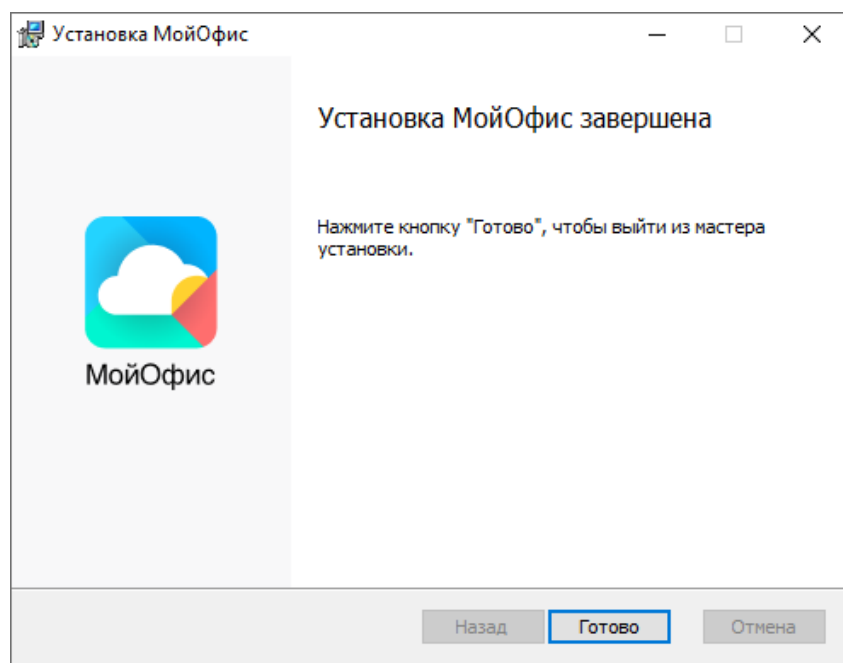 Установка МойОфис
Установка МойОфис завершена
Нажмите кнопку "Готово", чтобы выйти из мастера
установки.
МойОфис
Назад
Готово
Отмена